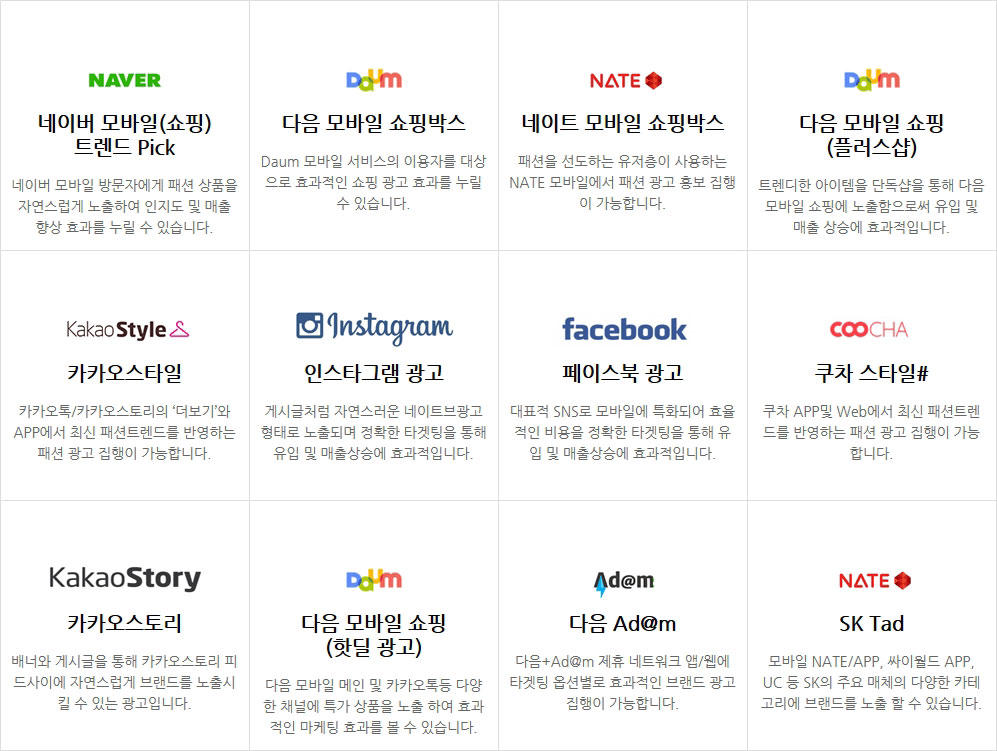 NAVER
네이버 모바일(쇼핑)
트렌드 Pick
네이버 모바일 방문자에게 패션 상품을
자연스럽게 노출하여 인지도 및 매출
향상 효과를 누릴 수 있습니다.
Daum
다음 모바일 쇼핑박스
Daum 모바일 서비스의 이용자를 대상
으로 효과적인 쇼핑 광고 효과를 누릴
수 있습니다.
NATE
네이트 모바일 쇼핑박스
패션을 선도하는 유저층이 사용하는
NATE 모바일에서 패션 광고 홍보 집행
이 가능합니다.
Daum
다음 모바일 쇼핑
(플러스샵)
트렌디한 아이템을 단독샵을 통해 다음
모바일 쇼핑에 노출함으로써 유입 및
매출 상승에 효과적입니다.
KakaoStyle
카카오스타일
카카오톡/카카오스토리의 ‘더보기’와
APP에서 최신 패션트렌드를 반영하는
패션 광고 집행이 가능합니다.
Instagram
인스타그램 광고
게시글처럼 자연스러운 네이트브광고
형태로 노출되며 정확한 타겟팅을 통해
유입 및 매출상승에 효과적입니다.
facebook
페이스북 광고
대표적 SNS로 모바일에 특화되어 효율
적인 비용을 정확한 타겟팅을 통해 유
입 및 매출상승에 효과적입니다.
COOCHA
쿠차 스타일#
쿠차 APP및 Web에서 최신 패션트렌
드를 반영하는 패션 광고 집행이 가능
합니다.
KakaoStory
카카오스토리
배너와 게시글을 통해 카카오스토리 피
드사이에 자연스럽게 브랜드를 노출시
킬 수 있는 광고입니다.
Daum
다음 모바일 쇼핑
(핫딜 광고)
다음 모바일 메인 및 카카오톡등 다양
한 채널에 특가 상품을 노출 하여 효과
적인 마케팅 효과를 볼 수 있습니다.
Ad@m
다음 Ad@m
다음+Ad@m 제휴 네트워크 앱/웹에
타겟팅 옵션별로 효과적인 브랜드 광고
집행이 가능합니다.
NATE
SK Tad
모바일 NATE/APP, 싸이월드 APP,
UC 등 SK의 주요 매체의 다양한 카테
고리에 브랜드를 노출 할 수 있습니다.